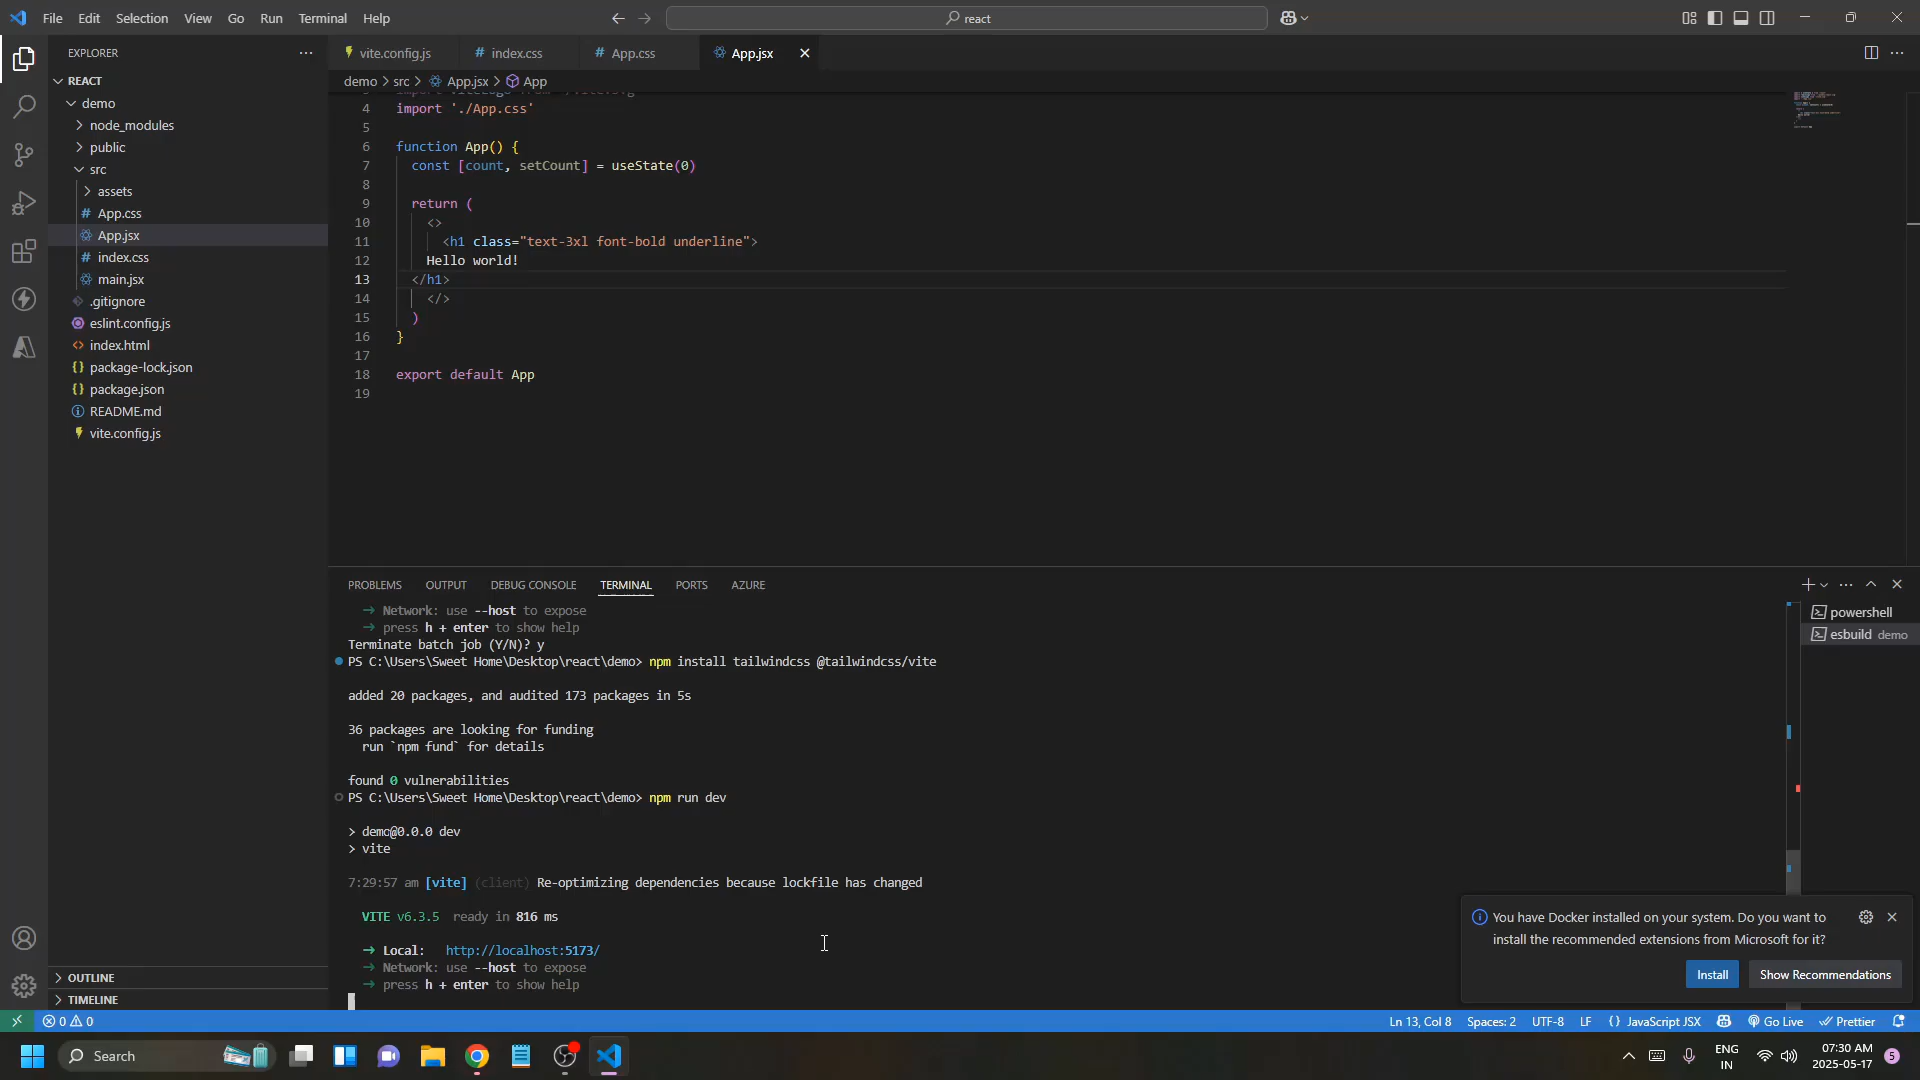 File Edit Selection View Go Run Terminal Help
react
EXPLORER
REACT
demo
node_modules
public
src
assets
# App.css
App.jsx
# index.css
main.jsx
.gitignore
eslint.config.js
<> index.html
{} package-lock.json
{} package.json
README.md
vite.config.js
OUTLINE
TIMELINE
vite.config.js
# index.css
# App.css
App.jsx
demo > src > App.jsx > App
4 import './App.css'
5
6 function App() {
7 const [count, setCount] = useState(0)
8
9 return (
10 <>
11 <h1 class="text-3xl font-bold underline">
12 Hello world!
13 </h1>
14 </>
15 )
16 }
17
18 export default App
19
PROBLEMS OUTPUT DEBUG CONSOLE TERMINAL PORTS AZURE
→ Network: use --host to expose
→ press h + enter to show help
Terminate batch job (Y/N)? y
PS C:\Users\Sweet Home\Desktop\react\demo> npm install tailwindcss @tailwindcss/vite
added 20 packages, and audited 173 packages in 5s
36 packages are looking for funding
run `npm fund` for details
found 0 vulnerabilities
PS C:\Users\Sweet Home\Desktop\react\demo> npm run dev
> demo@0.0.0 dev
> vite
7:29:57 am [vite] (client) Re-optimizing dependencies because lockfile has changed
VITE v6.3.5 ready in 816 ms
→ Local: http://localhost:5173/
→ Network: use --host to expose
→ press h + enter to show help
powershell
esbuild demo
You have Docker installed on your system. Do you want to
install the recommended extensions from Microsoft for it?
Install
Show Recommendations
0 0
Ln 13, Col 8 Spaces: 2 UTF-8 LF {} JavaScript JSX Go Live Prettier
Search
ENG
IN
07:30 AM
2025-05-17
5